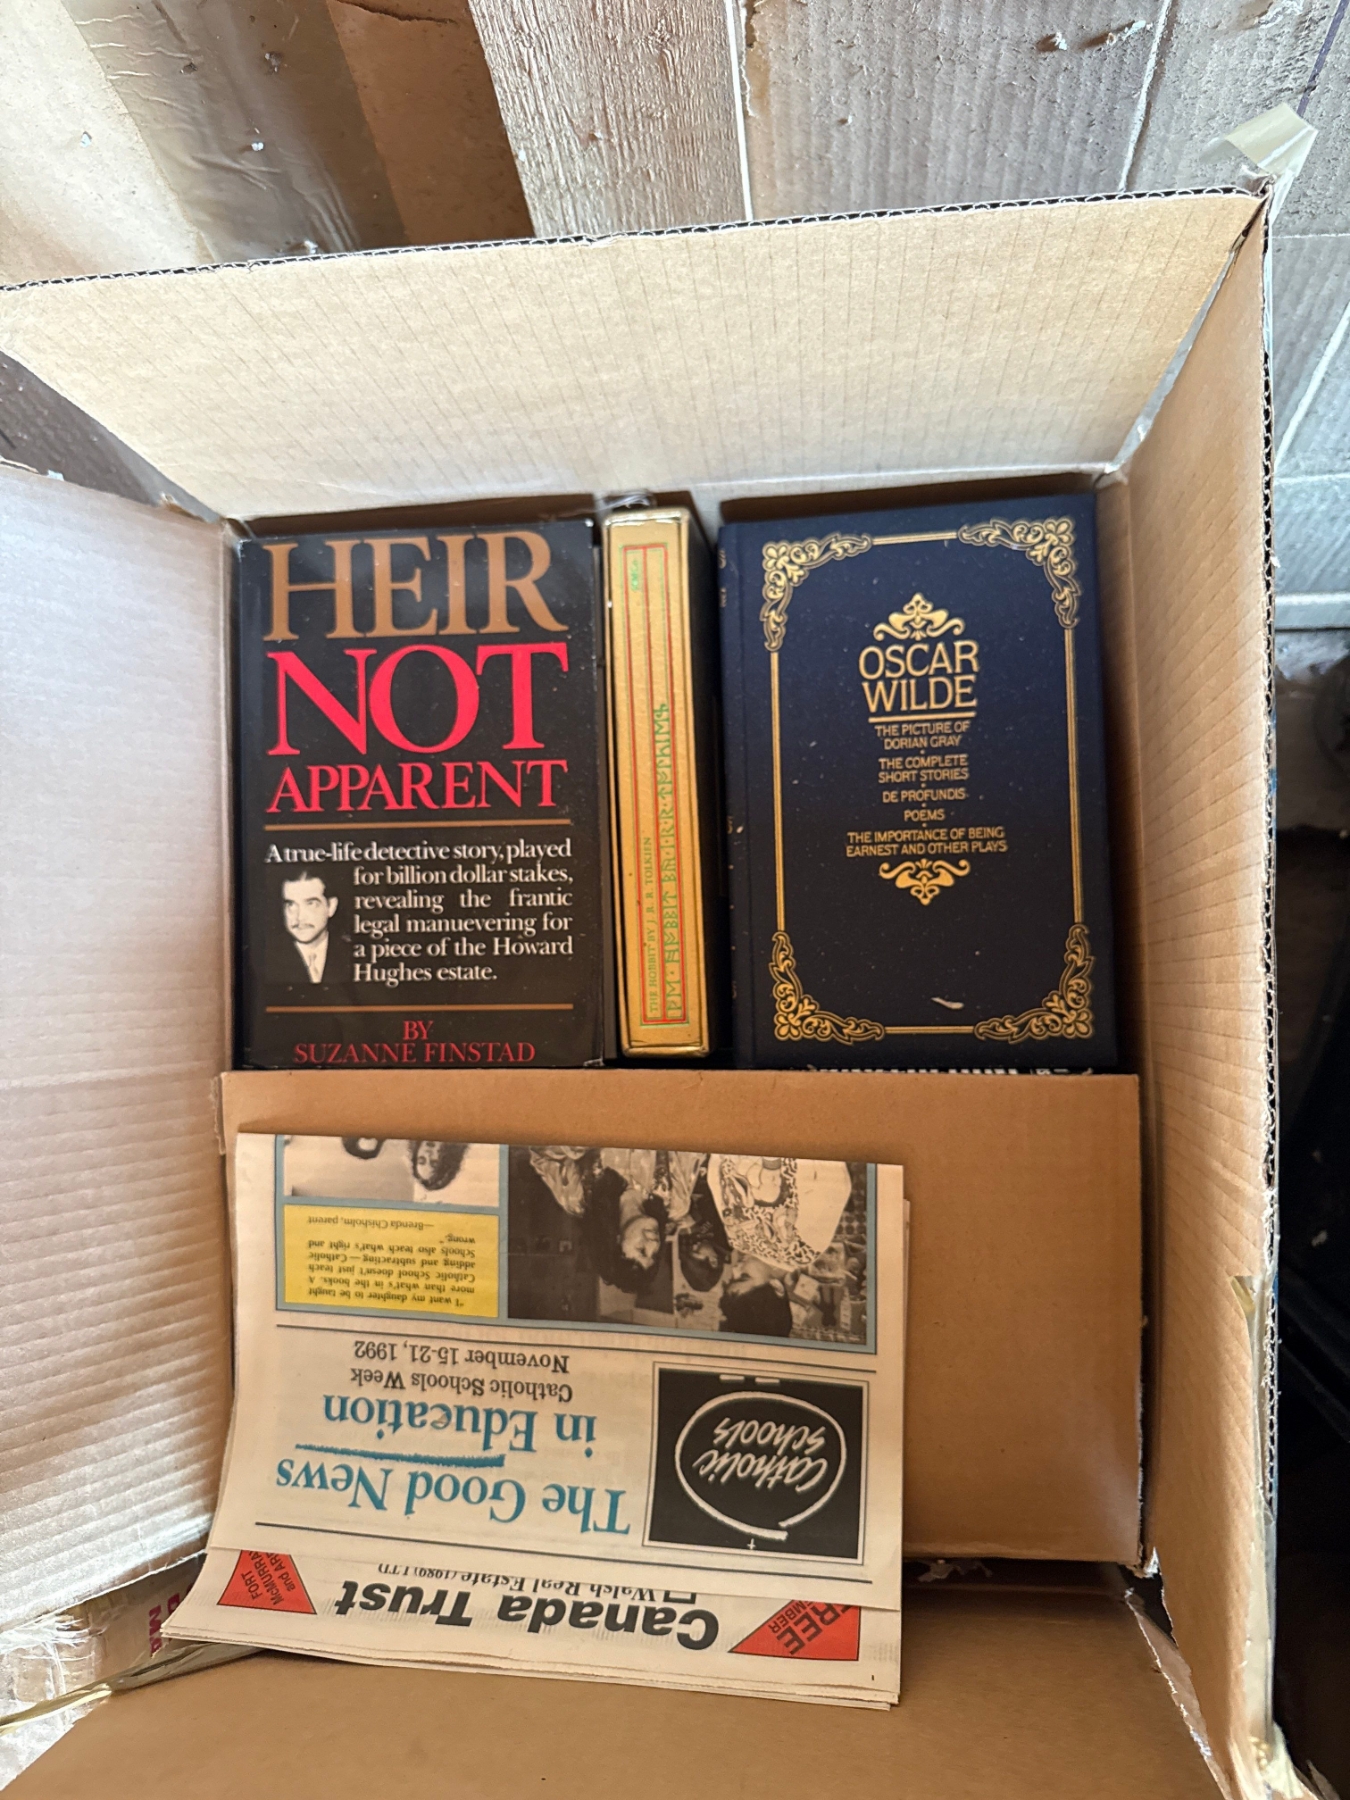 HEIR
NOT
APPARENT
A true-life detective story, played
for billion dollar stakes,
revealing the frantic
legal manuevering for
a piece of the Howard
Hughes estate.
BY
SUZANNE FINSTAD
THE HOBBIT BY J. R. R. TOLKIEN
OSCAR
WILDE
THE PICTURE OF
DORIAN GRAY
THE COMPLETE
SHORT STORIES
DE PROFUNDIS
POEMS
THE IMPORTANCE OF BEING
EARNEST AND OTHER PLAYS
Canada Trust
Walsh Real Estate (1989) LTD
FORT
McMURRAY
The Good News
in Education
Catholic Schools Week
November 15-21, 1992
Catholic
Schools
"I want my daughter to be taught
more than what's in the books. A
Catholic School doesn't just teach
adding and subtracting — Catholic
Schools also teach what's right and
wrong."
—Brenda Chisholm, parent